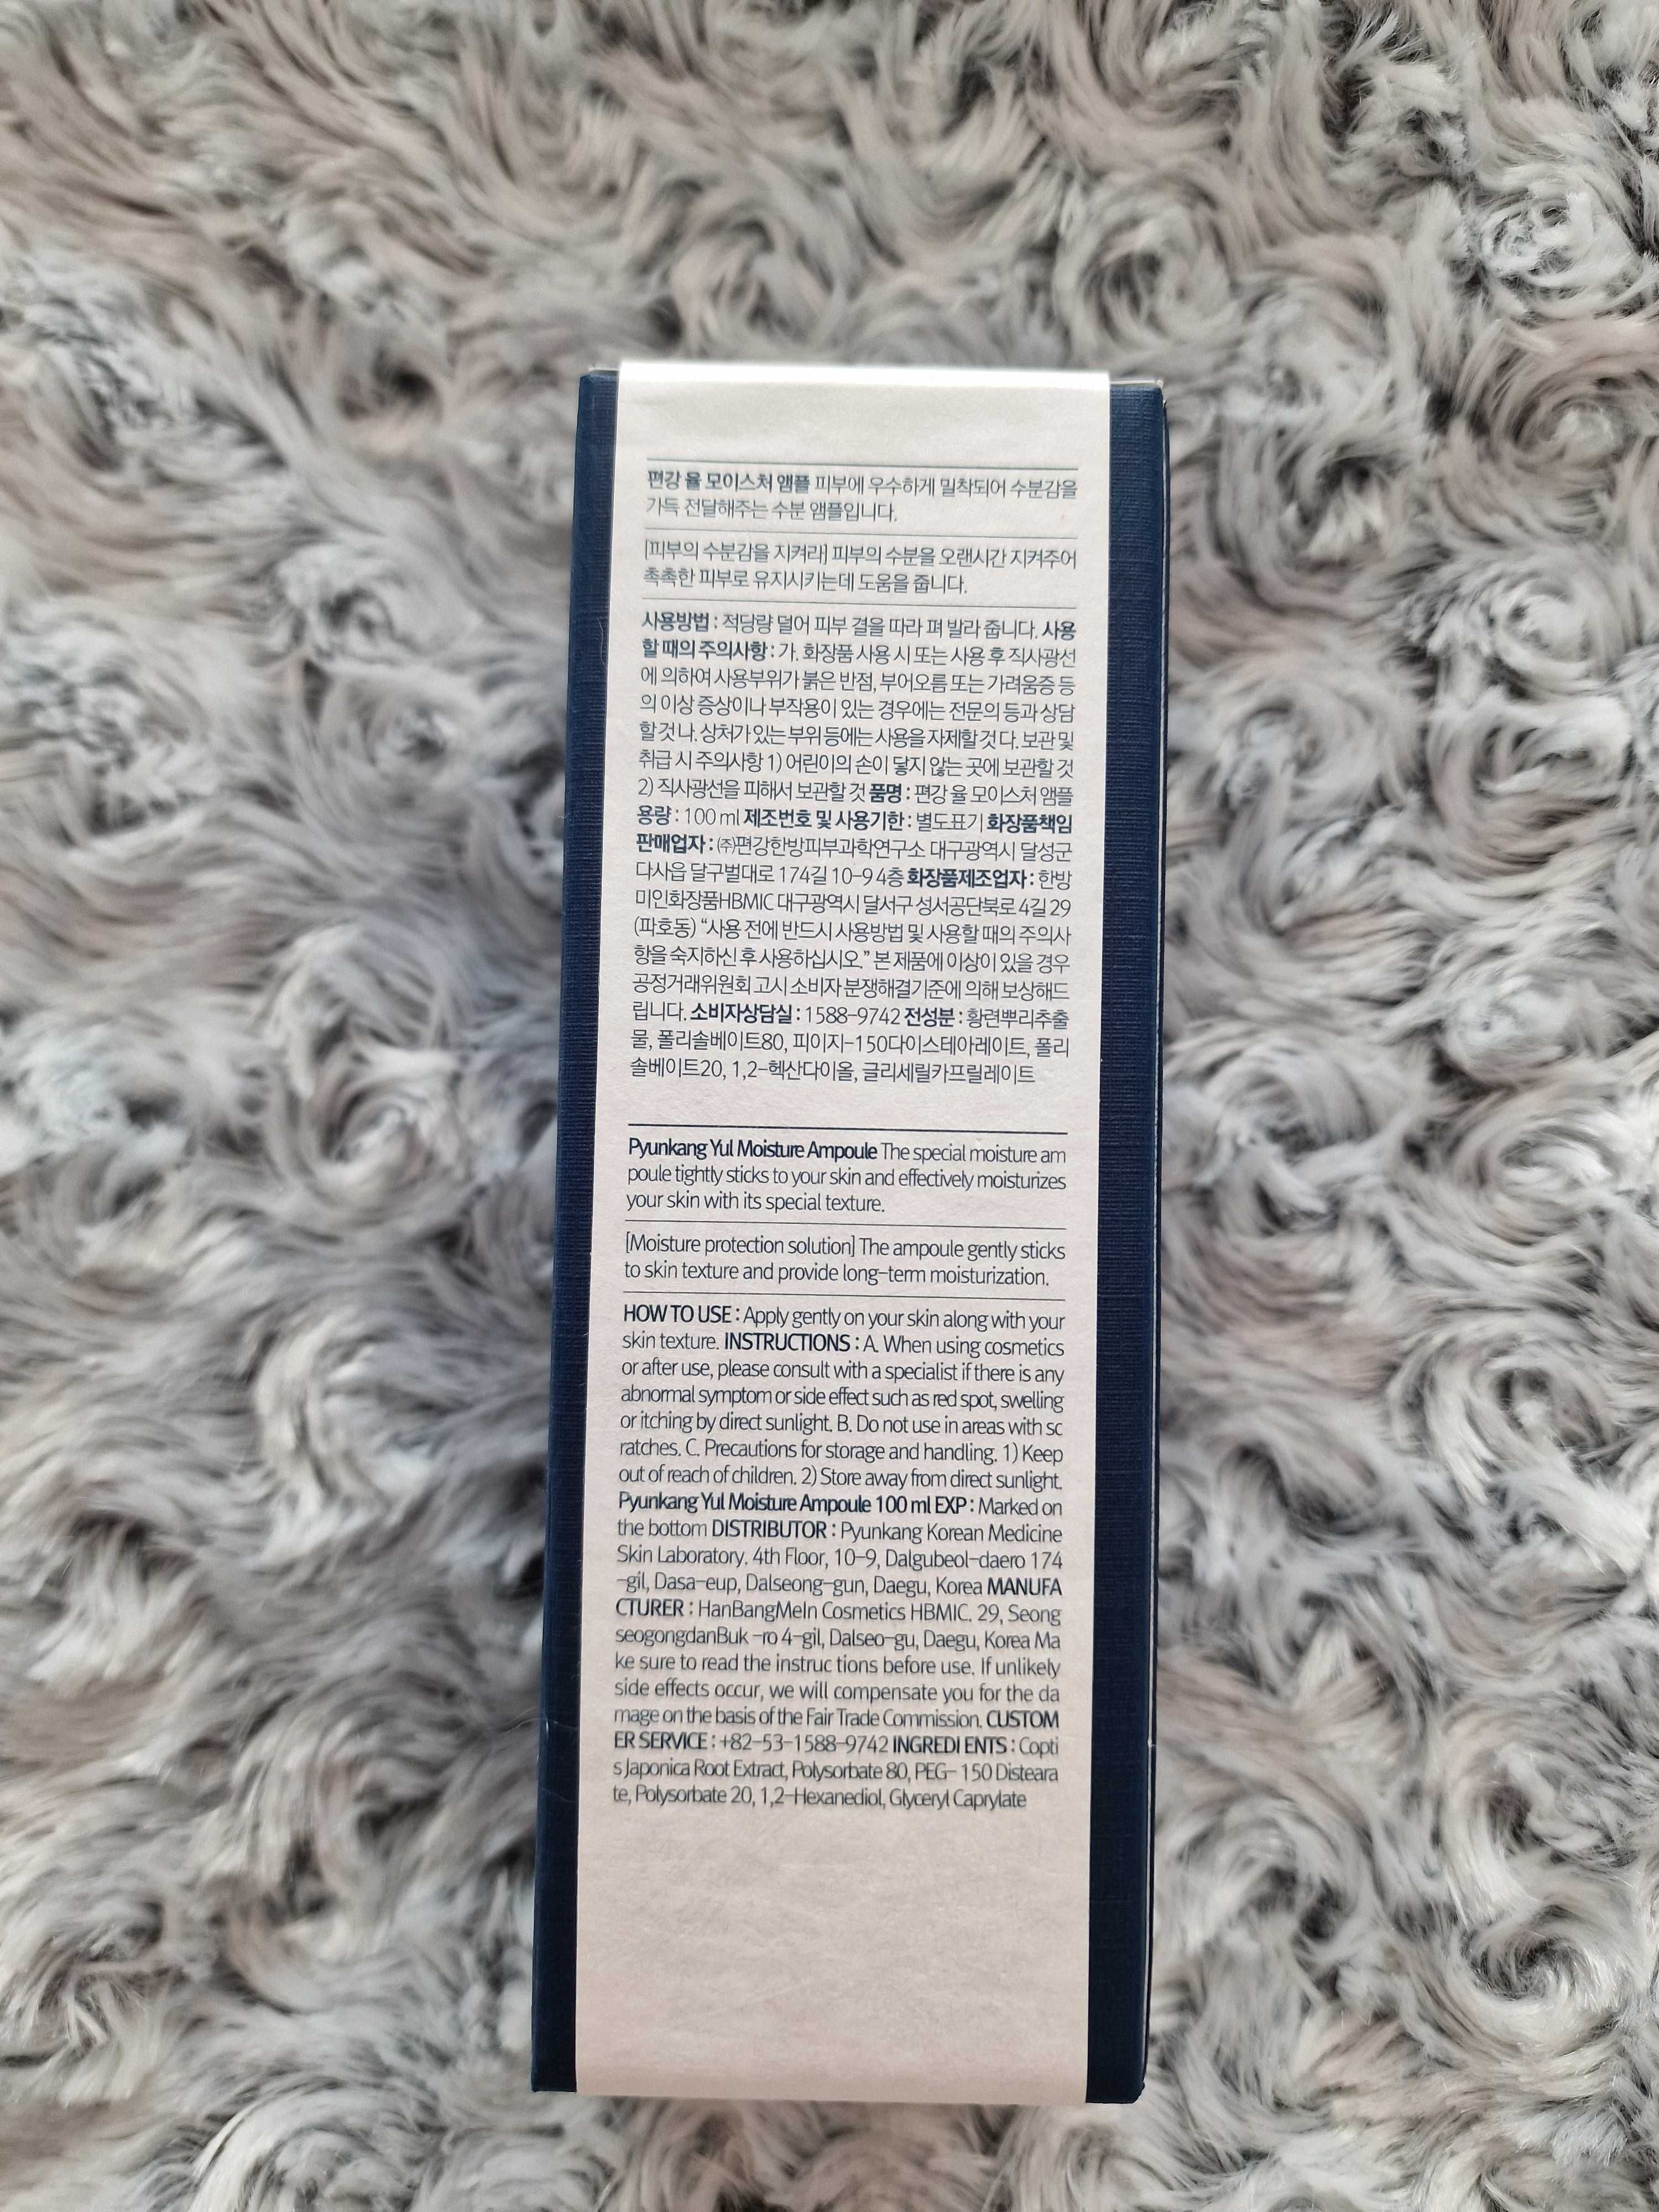 편강 율 모이스처 앰플 피부에 우수하게 밀착되어 수분감을
가득 전달해주는 수분 앰플입니다.
[피부의 수분감을 지켜라] 피부의 수분을 오랜시간 지켜주어
촉촉한 피부로 유지시키는데 도움을 줍니다.
사용방법 : 적당량 덜어 피부 결을 따라 펴 발라 줍니다. 사용
할 때의 주의사항 : 가. 화장품 사용 시 또는 사용 후 직사광선
에 의하여 사용부위가 붉은 반점, 부어오름 또는 가려움증 등
의 이상 증상이나 부작용이 있는 경우에는 전문의 등과 상담
할 것 나. 상처가 있는 부위 등에는 사용을 자제할 것 다. 보관 및
취급 시 주의사항 1) 어린이의 손이 닿지 않는 곳에 보관할 것
2) 직사광선을 피해서 보관할 것 품명 : 편강 율 모이스처 앰플
용량 : 100 ml 제조번호 및 사용기한 : 별도표기 화장품책임
판매업자 : ㈜편강한방피부과학연구소 대구광역시 달성군
다사읍 달구벌대로 174길 10-9 4층 화장품제조업자 : 한방
미인화장품HBMIC 대구광역시 달서구 성서공단북로 4길 29
(파호동) “사용 전에 반드시 사용방법 및 사용할 때의 주의사
항을 숙지하신 후 사용하십시오.” 본 제품에 이상이 있을 경우
공정거래위원회 고시 소비자 분쟁해결기준에 의해 보상해드
립니다. 소비자상담실 : 1588-9742 전성분 : 황련뿌리추출
물, 폴리솔베이트80, 피이지-150다이스테아레이트, 폴리
솔베이트20, 1,2-헥산다이올, 글리세릴카프릴레이트
Pyunkang Yul Moisture Ampoule The special moisture am
poule tightly sticks to your skin and effectively moisturizes
your skin with its special texture.
[Moisture protection solution] The ampoule gently sticks
to skin texture and provide long-term moisturization.
HOW TO USE : Apply gently on your skin along with your
skin texture. INSTRUCTIONS : A. When using cosmetics
or after use, please consult with a specialist if there is any
abnormal symptom or side effect such as red spot, swelling
or itching by direct sunlight. B. Do not use in areas with sc
ratches. C. Precautions for storage and handling. 1) Keep
out of reach of children. 2) Store away from direct sunlight.
Pyunkang Yul Moisture Ampoule 100 ml EXP : Marked on
the bottom DISTRIBUTOR : Pyunkang Korean Medicine
Skin Laboratory. 4th Floor, 10-9, Dalgubeol-daero 174
-gil, Dasa-eup, Dalseong-gun, Daegu, Korea MANUFA
CTURER : HanBangMeIn Cosmetics HBMIC. 29, Seong
seogongdanBuk -ro 4-gil, Dalseo-gu, Daegu, Korea Ma
ke sure to read the instruc tions before use. If unlikely
side effects occur, we will compensate you for the da
mage on the basis of the Fair Trade Commission. CUSTOM
ER SERVICE : +82-53-1588-9742 INGREDI ENTS : Copti
s Japonica Root Extract, Polysorbate 80, PEG- 150 Disteara
te, Polysorbate 20, 1,2-Hexanediol, Glyceryl Caprylate